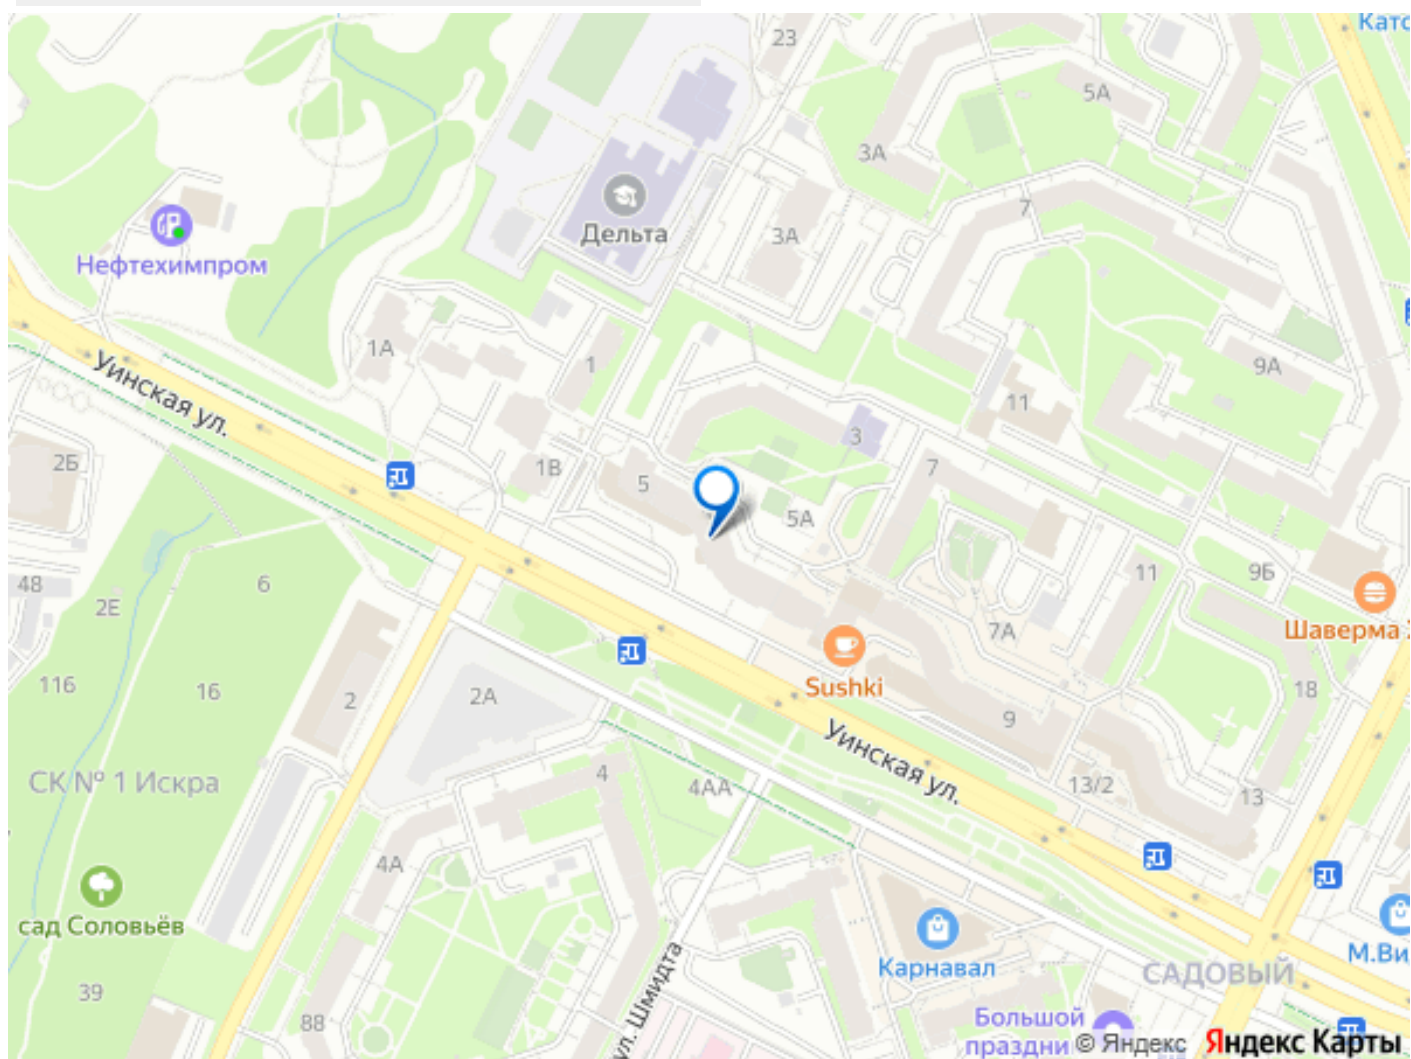 Като
23
5А
3А
7
Дельта
3А
Нефтехимпром
1А
1
9А
Уинская ул.
11
3
2Б
1В
5
7
5А
48
2Е
6
11
9Б
7А
Шаверма
116
16
2
2А
Sushki
18
9
СК № 1 Искра
4
4АА
Уинская ул.
13/2
13
4А
сад Соловьёв
Карнавал
М.Ви
САДОВЫЙ
39
88
ул. Шмидта
Большой
праздни
© Яндекс Яндекс Карты